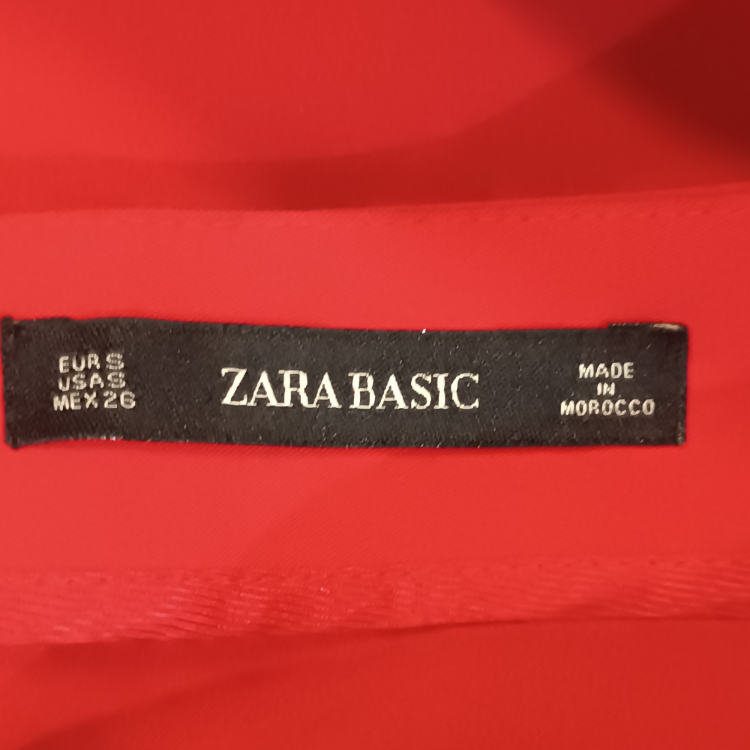 EUR S
USA S
MEX 26
ZARA BASIC
MADE
IN
MOROCCO